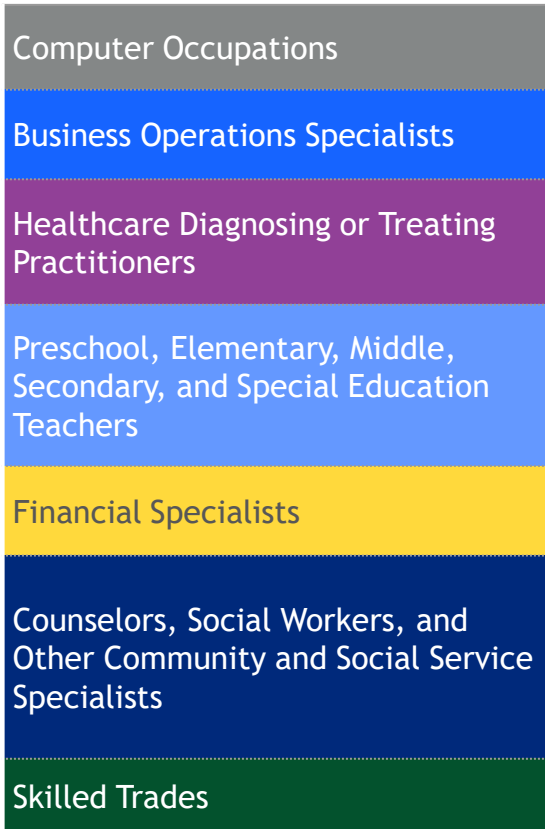 Computer Occupations
Business Operations Specialists
Healthcare Diagnosing or Treating
Practitioners
Preschool, Elementary, Middle,
Secondary, and Special Education
Teachers
Financial Specialists
Counselors, Social Workers, and
Other Community and Social Service
Specialists
Skilled Trades